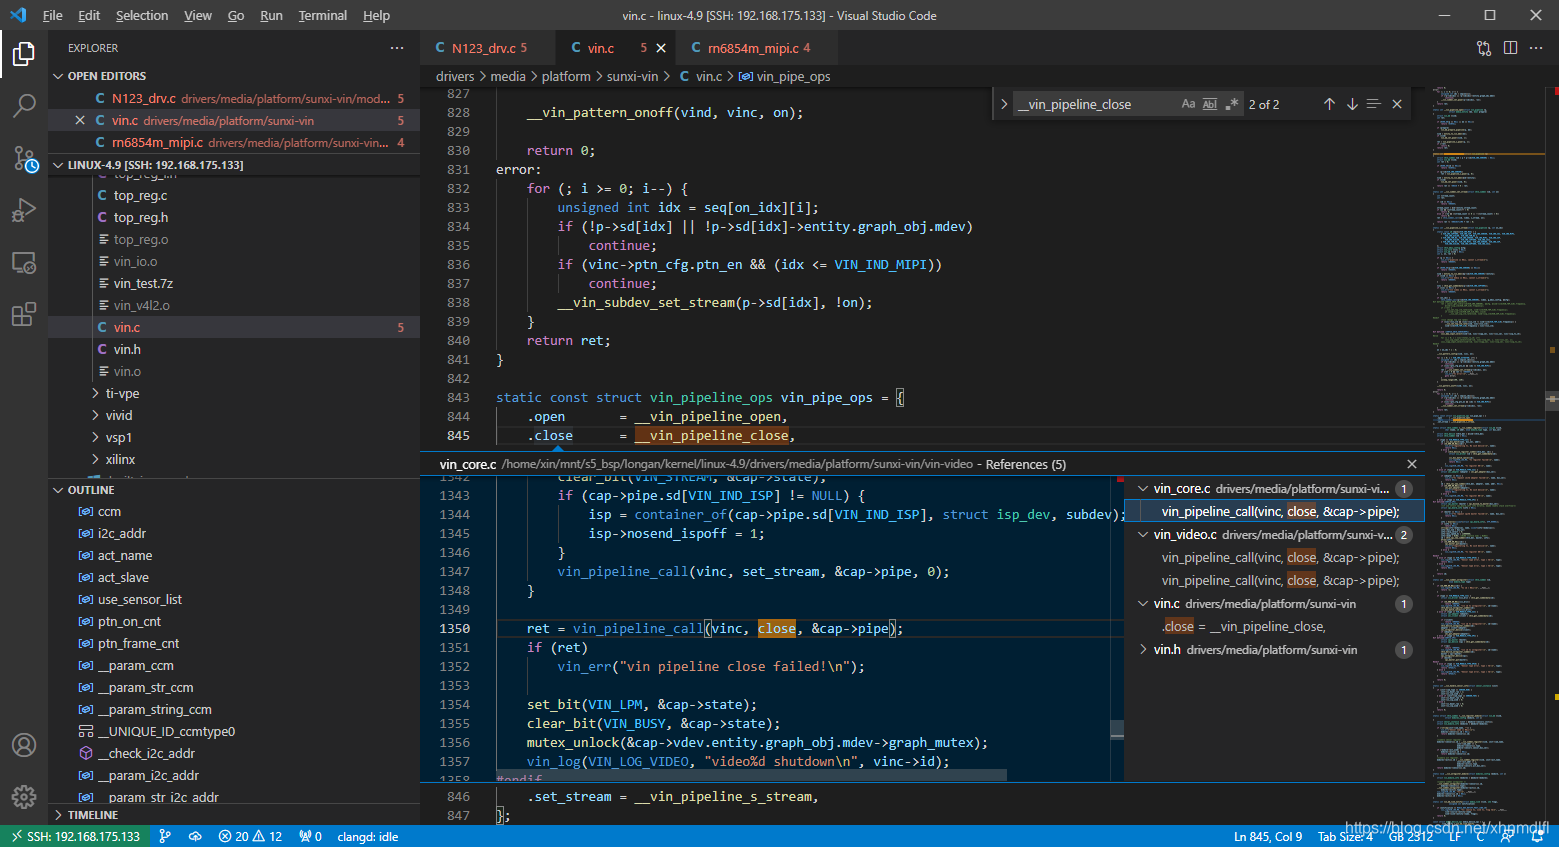 File Edit Selection View Go Run Terminal Help
vin.c - linux-4.9 [SSH: 192.168.175.133] - Visual Studio Code
EXPLORER
OPEN EDITORS
C N123_drv.c drivers/media/platform/sunxi-vin/mod... 5
C vin.c drivers/media/platform/sunxi-vin 5
C rn6854m_mipi.c drivers/media/platform/sunxi-vin... 4
LINUX-4.9 [SSH: 192.168.175.133]
top_reg_i.h
C top_reg.c
C top_reg.h
top_reg.o
vin_io.o
vin_test.7z
vin_v4l2.o
C vin.c 5
C vin.h
vin.o
ti-vpe
vivid
vsp1
xilinx
OUTLINE
ccm
i2c_addr
act_name
act_slave
use_sensor_list
ptn_on_cnt
ptn_frame_cnt
__param_ccm
__param_str_ccm
__param_string_ccm
__UNIQUE_ID_ccmtype0
__check_i2c_addr
__param_i2c_addr
__param_str_i2c_addr
TIMELINE
C N123_drv.c 5
C vin.c 5
C rn6854m_mipi.c 4
drivers > media > platform > sunxi-vin > C vin.c > vin_pipe_ops
__vin_pipeline_close Aa Abl .* 2 of 2
827
828 __vin_pattern_onoff(vind, vinc, on);
829
830 return 0;
831 error:
832 for (; i >= 0; i--) {
833 unsigned int idx = seq[on_idx][i];
834 if (!p->sd[idx] || !p->sd[idx]->entity.graph_obj.mdev)
835 continue;
836 if (vinc->ptn_cfg.ptn_en && (idx <= VIN_IND_MIPI))
837 continue;
838 __vin_subdev_set_stream(p->sd[idx], !on);
839 }
840 return ret;
841 }
842
843 static const struct vin_pipeline_ops vin_pipe_ops = {
844 .open = __vin_pipeline_open,
845 .close = __vin_pipeline_close,
vin_core.c /home/xin/mnt/s5_bsp/longan/kernel/linux-4.9/drivers/media/platform/sunxi-vin/vin-video - References (5)
1342 clear_bit(VIN_STREAM, &cap->state);
1343 if (cap->pipe.sd[VIN_IND_ISP] != NULL) {
1344 isp = container_of(cap->pipe.sd[VIN_IND_ISP], struct isp_dev, subdev);
1345 isp->nosend_ispoff = 1;
1346 }
1347 vin_pipeline_call(vinc, set_stream, &cap->pipe, 0);
1348 }
1349
1350 ret = vin_pipeline_call(vinc, close, &cap->pipe);
1351 if (ret)
1352 vin_err("vin pipeline close failed!\n");
1353
1354 set_bit(VIN_LPM, &cap->state);
1355 clear_bit(VIN_BUSY, &cap->state);
1356 mutex_unlock(&cap->vdev.entity.graph_obj.mdev->graph_mutex);
1357 vin_log(VIN_LOG_VIDEO, "video%d shutdown\n", vinc->id);
1358 #endif
vin_core.c drivers/media/platform/sunxi-vi... 1
vin_pipeline_call(vinc, close, &cap->pipe);
vin_video.c drivers/media/platform/sunxi-v... 2
vin_pipeline_call(vinc, close, &cap->pipe);
vin_pipeline_call(vinc, close, &cap->pipe);
vin.c drivers/media/platform/sunxi-vin 1
.close = __vin_pipeline_close,
vin.h drivers/media/platform/sunxi-vin 1
846 .set_stream = __vin_pipeline_s_stream,
847 };
SSH: 192.168.175.133 20 12 0 clangd: idle
Ln 845, Col 9 Tab Size: 4 GB 2312 LF C
https://blog.csdn.net/xhnmdlfl